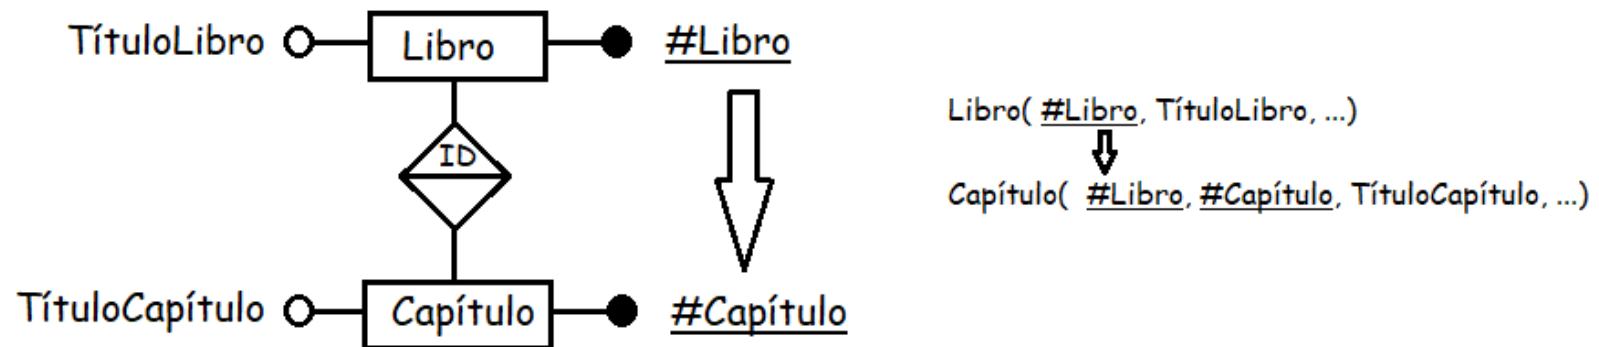 TítuloLibro Libro #Libro
Libro( #Libro, TítuloLibro, ...)
ID
Capítulo( #Libro, #Capítulo, TítuloCapítulo, ...)
TítuloCapítulo Capítulo #Capítulo